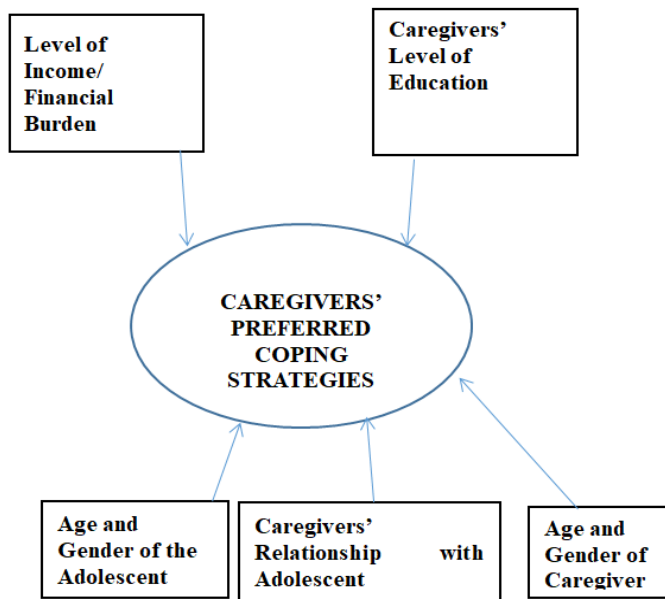 Level of
Income/
Financial
Burden
Caregivers’
Level of
Education
CAREGIVERS’
PREFERRED
COPING
STRATEGIES
Age and
Gender of the
Adolescent
Caregivers’
Relationship with
Adolescent
Age and
Gender of
Caregiver